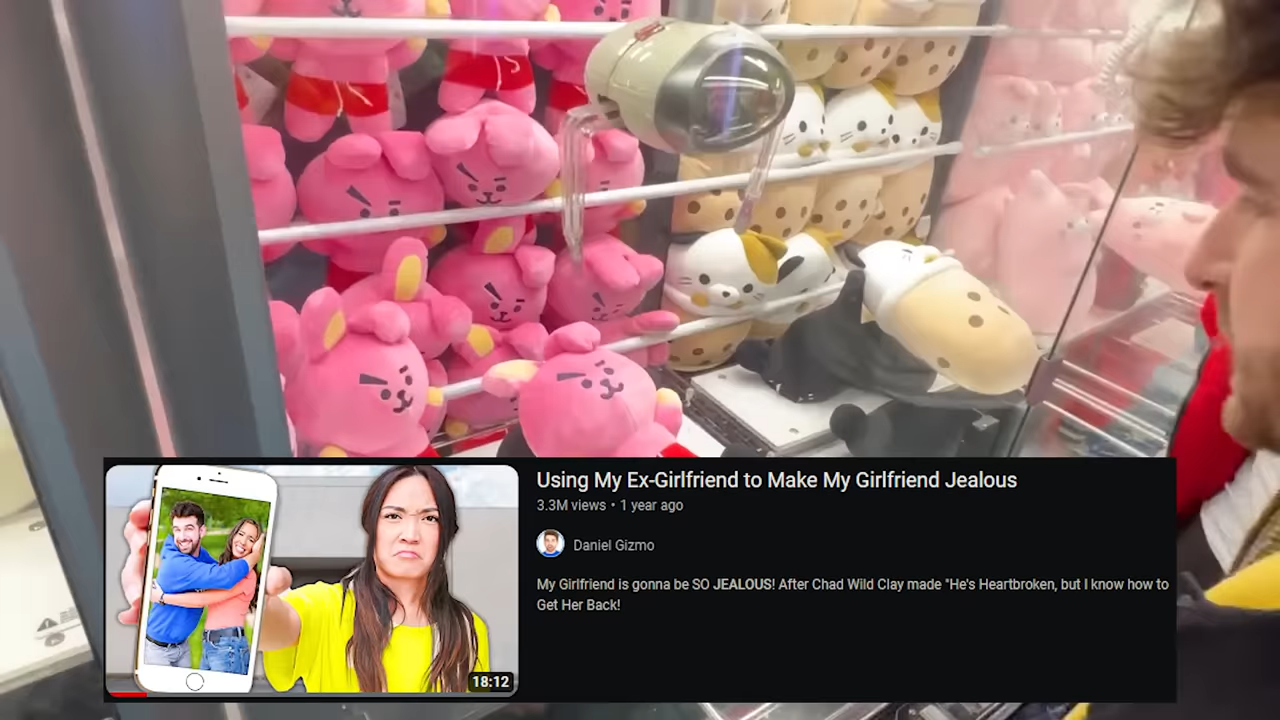 Using My Ex-Girlfriend to Make My Girlfriend Jealous
3.3M views • 1 year ago
Daniel Gizmo
My Girlfriend is gonna be SO JEALOUS! After Chad Wild Clay made "He's Heartbroken, but I know how to
Get Her Back!
18:12